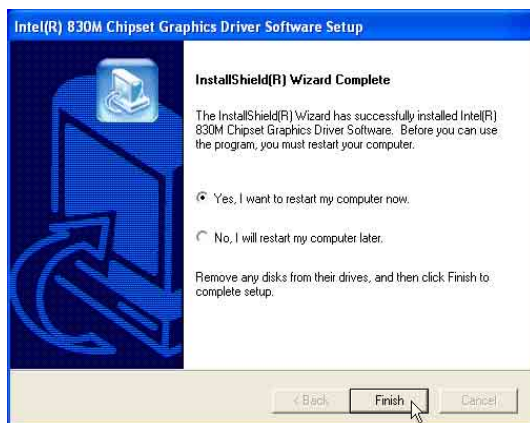 Intel(R) 830M Chipset Graphics Driver Software Setup
InstallShield(R) Wizard Complete
The InstallShield(R) Wizard has successfully installed Intel(R)
830M Chipset Graphics Driver Software. Before you can use
the program, you must restart your computer.
Yes, I want to restart my computer now.
No, I will restart my computer later.
Remove any disks from their drives, and then click Finish to
complete setup.
< Back Finish Cancel